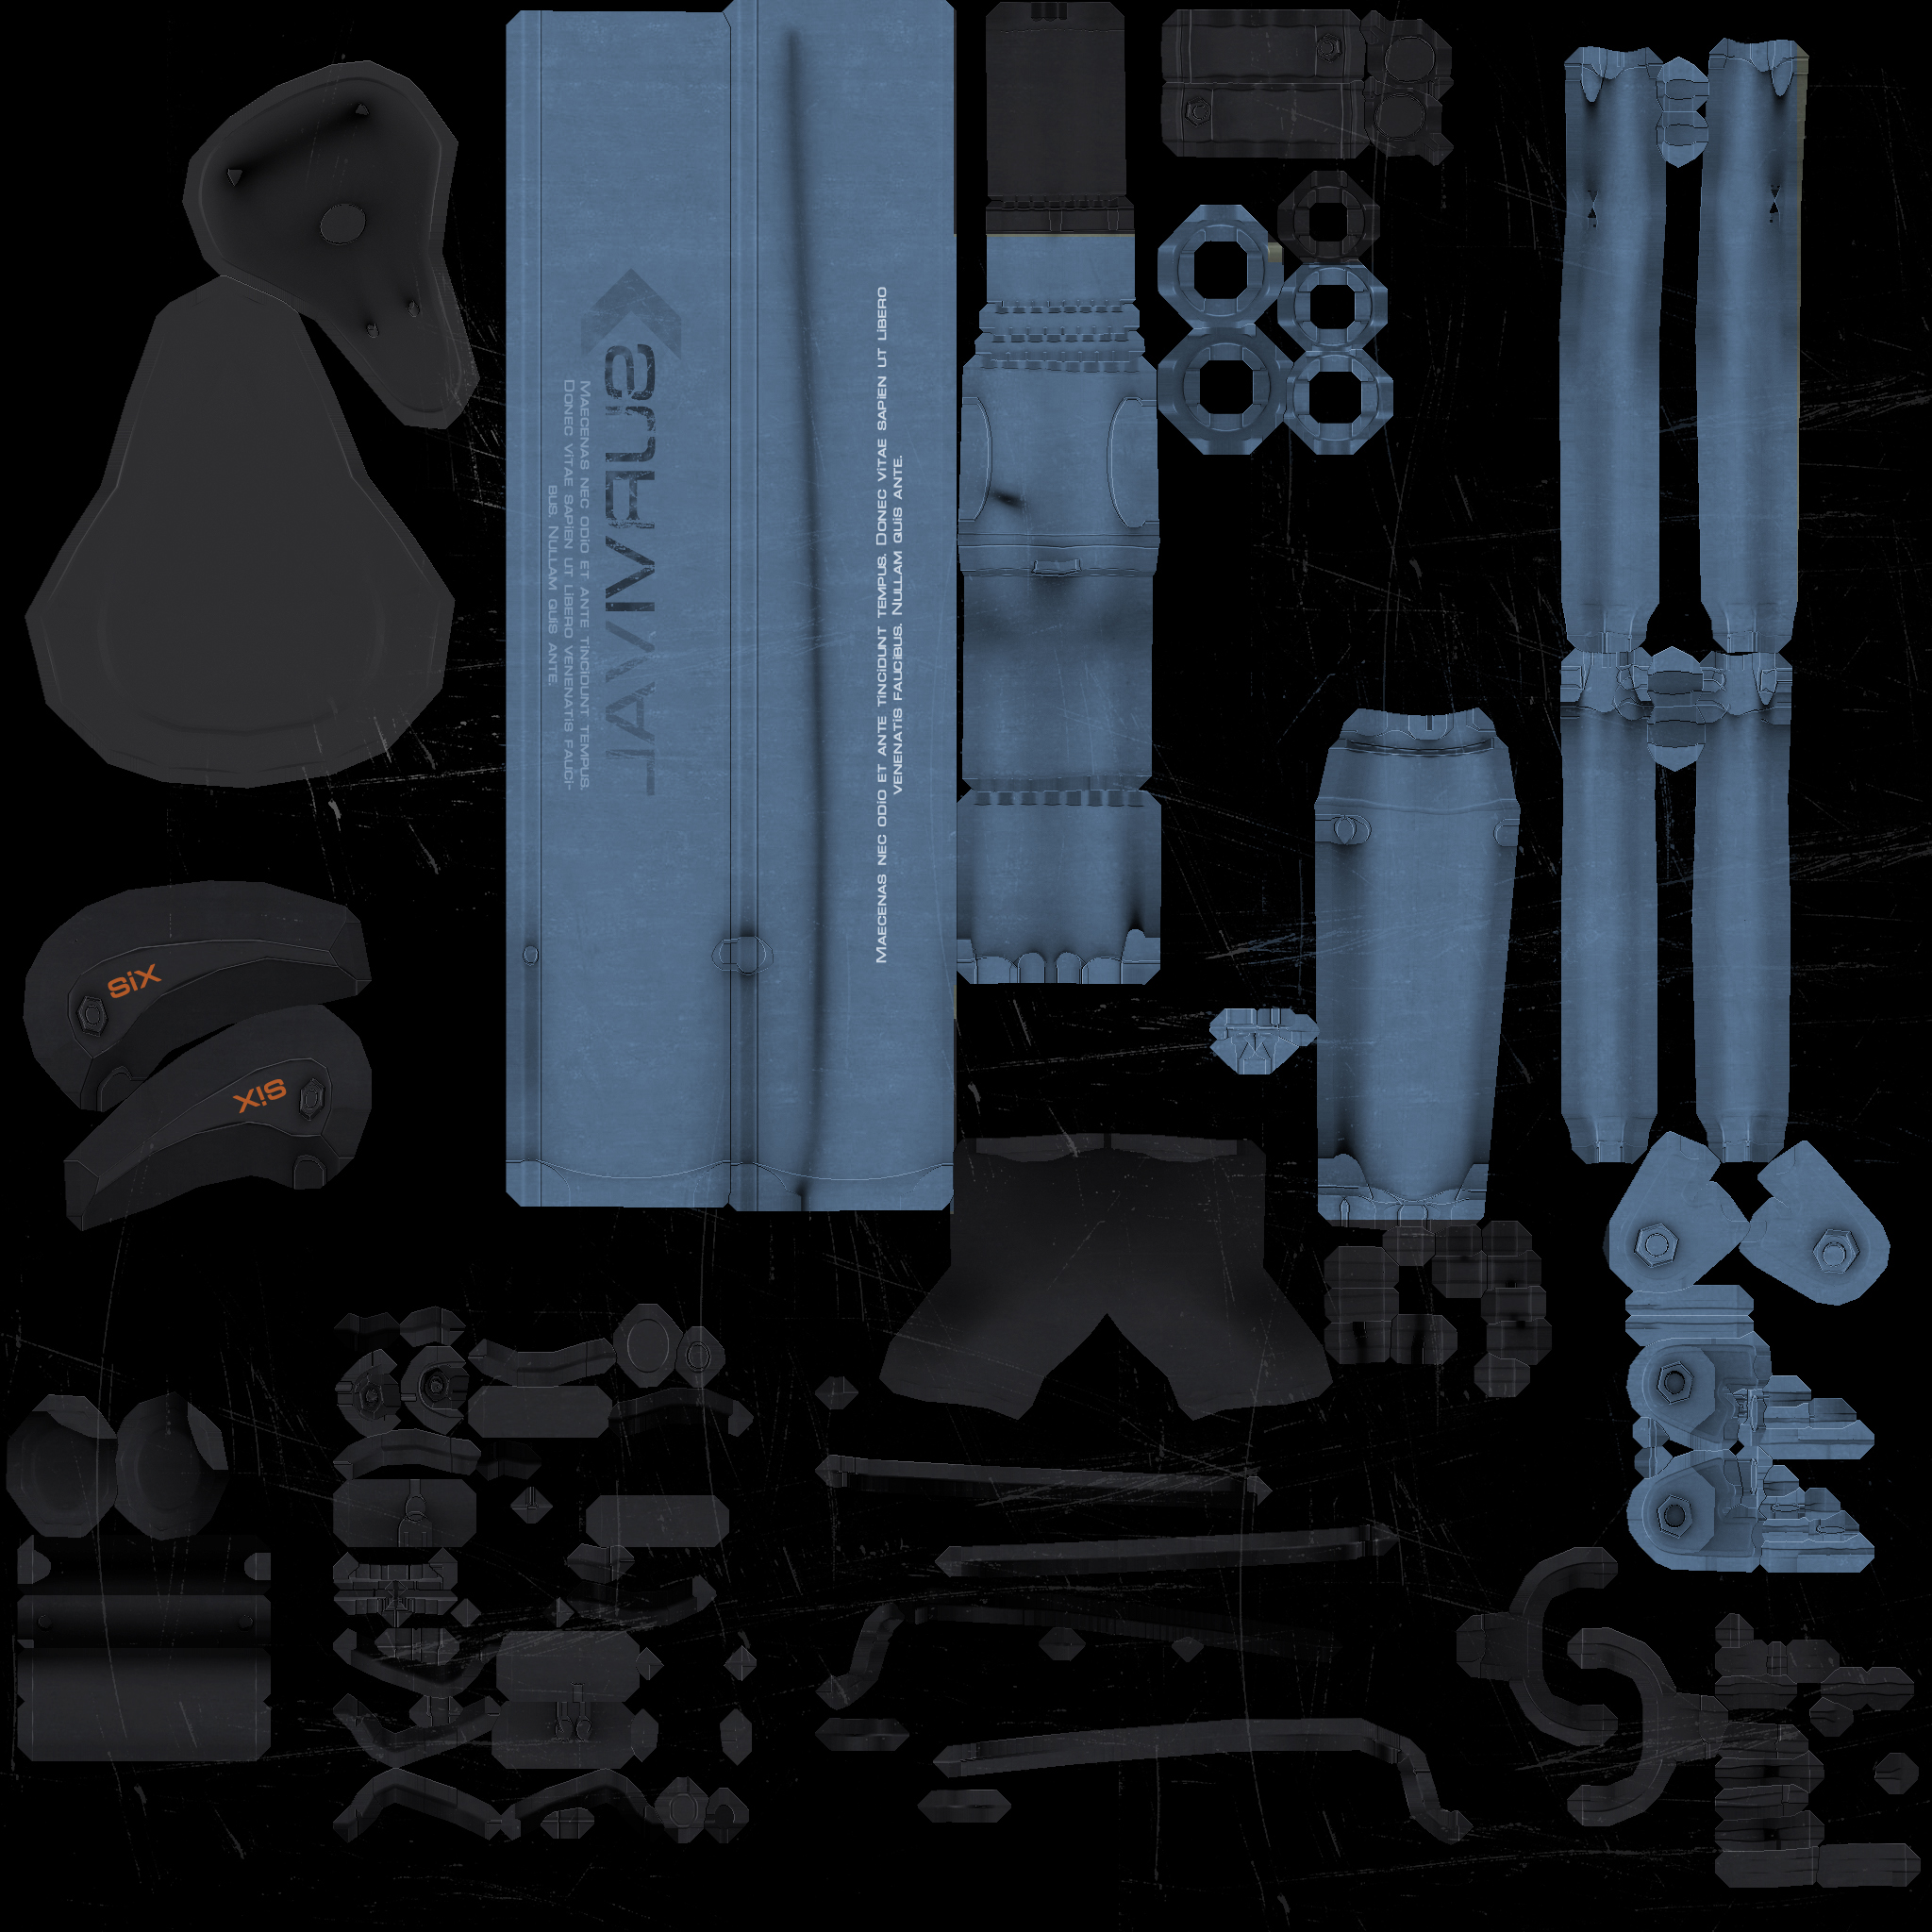 MAECENAS NEC ODiO ET ANTE TiNCiDUNT TEMPUS.
DONEC ViTAE SAPiEN UT LiBERO VENENATiS FAUCi-
BUS. NULLAM QUiS ANTE.
MAECENAS NEC ODiO ET ANTE TiNCiDUNT TEMPUS. DONEC ViTAE SAPiEN UT LiBERO
VENENATiS FAUCiBUS. NULLAM QUiS ANTE.
SiX
SiX